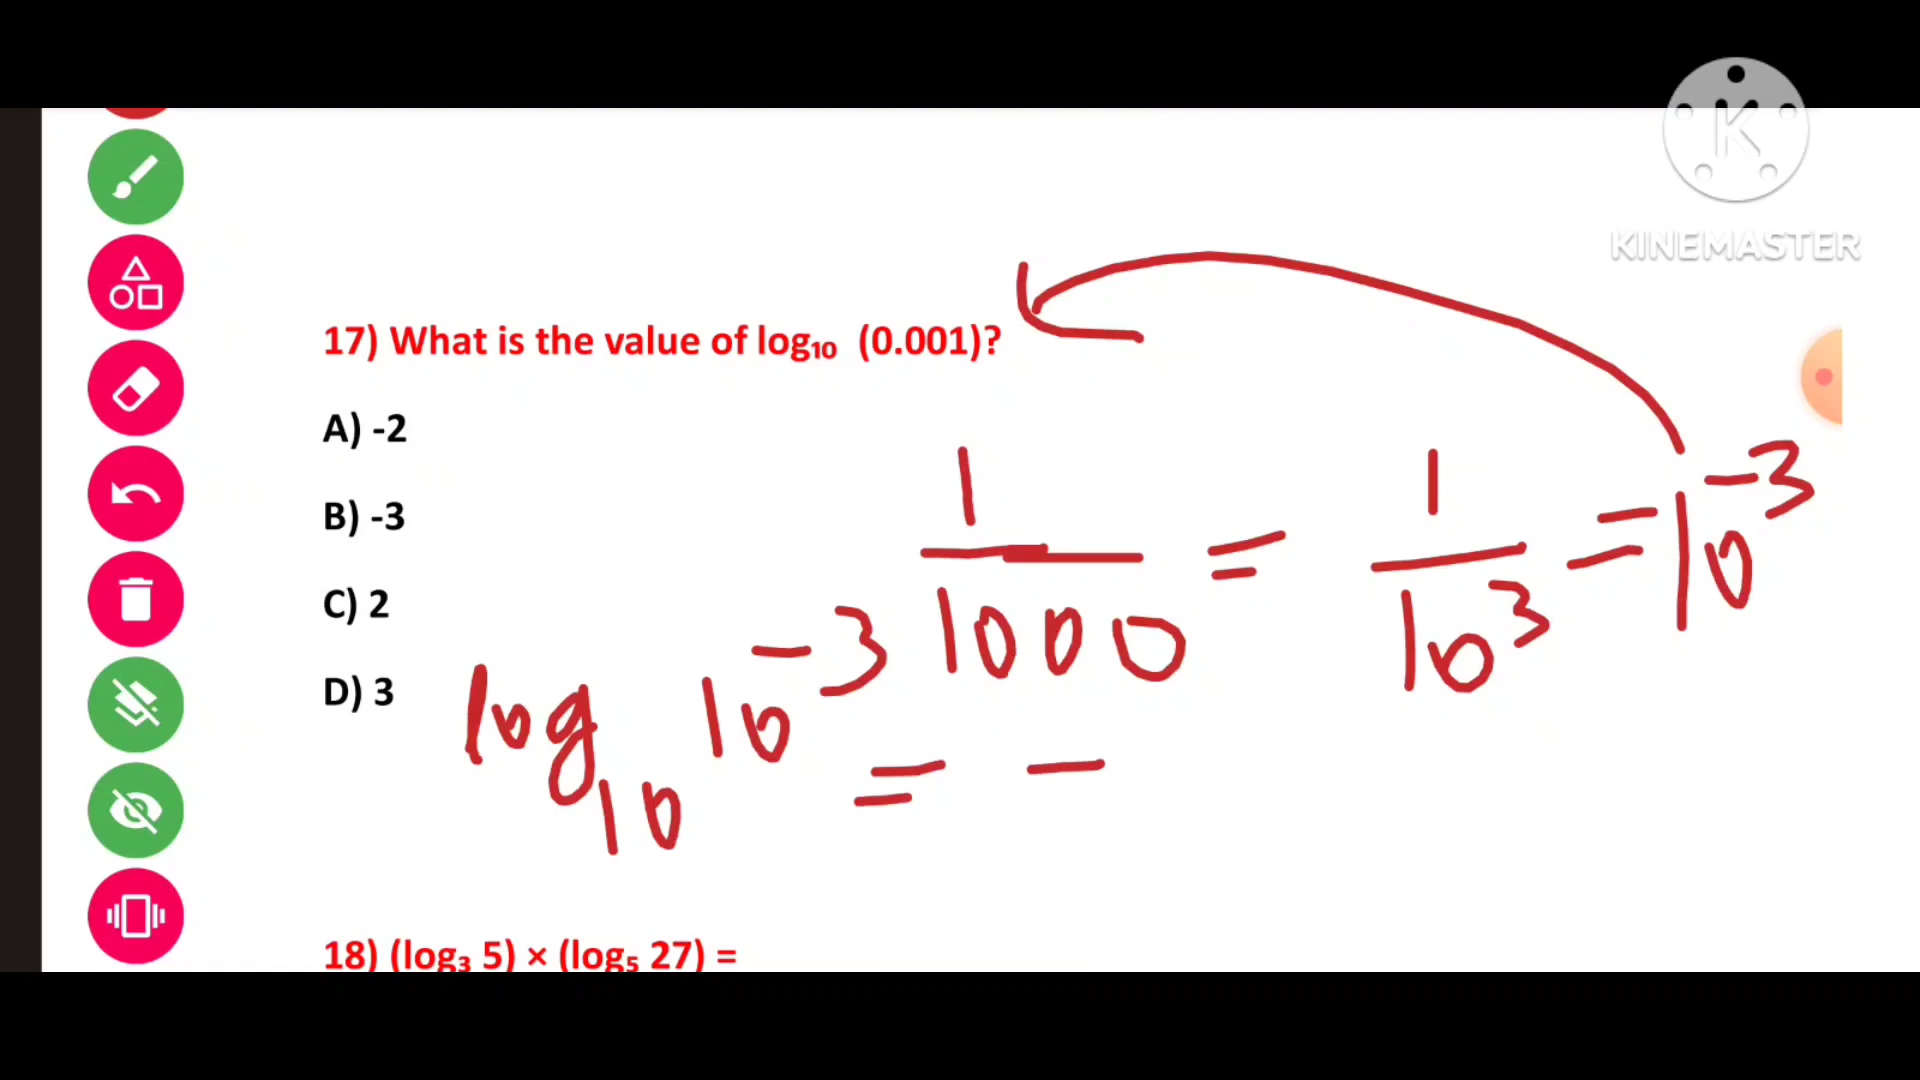 KINEMASTER
17) What is the value of log₁₀ (0.001)?
A) -2
B) -3
C) 2
D) 3
1/1000 = 1/10³ = 10⁻³
log₁₀ 10⁻³ = -
18) (log₃ 5) × (log₅ 27) =